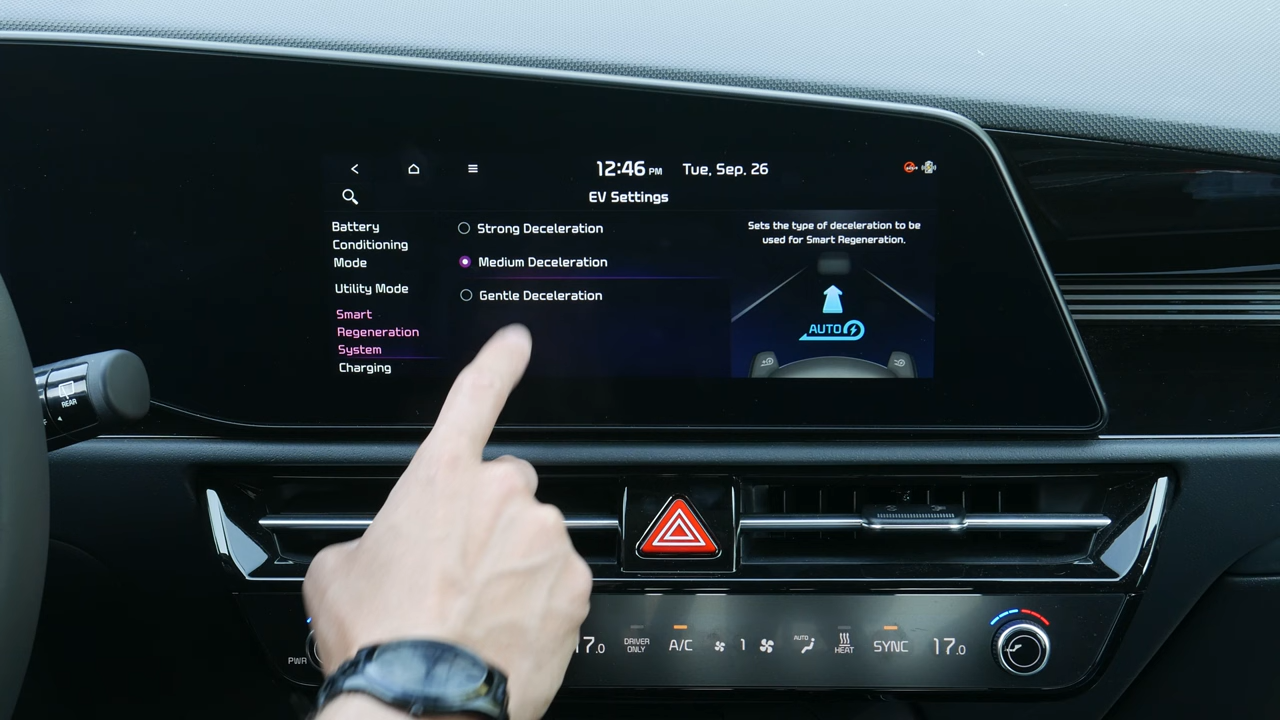 12:46 PM Tue, Sep. 26
EV Settings
Battery
Conditioning
Mode
Utility Mode
Smart
Regeneration
System
Charging
Strong Deceleration
Medium Deceleration
Gentle Deceleration
Sets the type of deceleration to be
used for Smart Regeneration.
AUTO
REAR
PWR
17.0
DRIVER
ONLY
A/C
1
AUTO
HEAT
SYNC
17.0